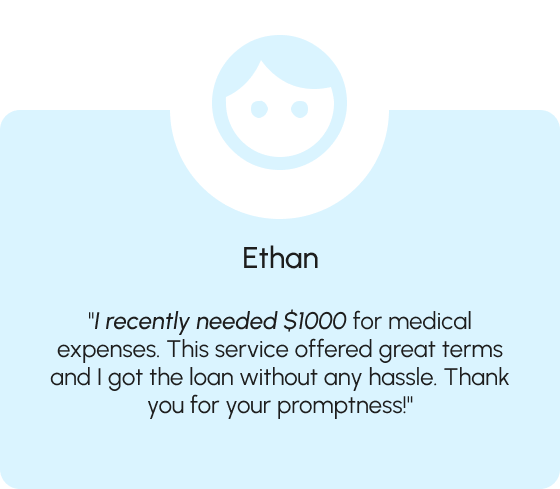 Ethan
"I recently needed $1000 for medical
expenses. This service offered great terms
and I got the loan without any hassle. Thank
you for your promptness!"